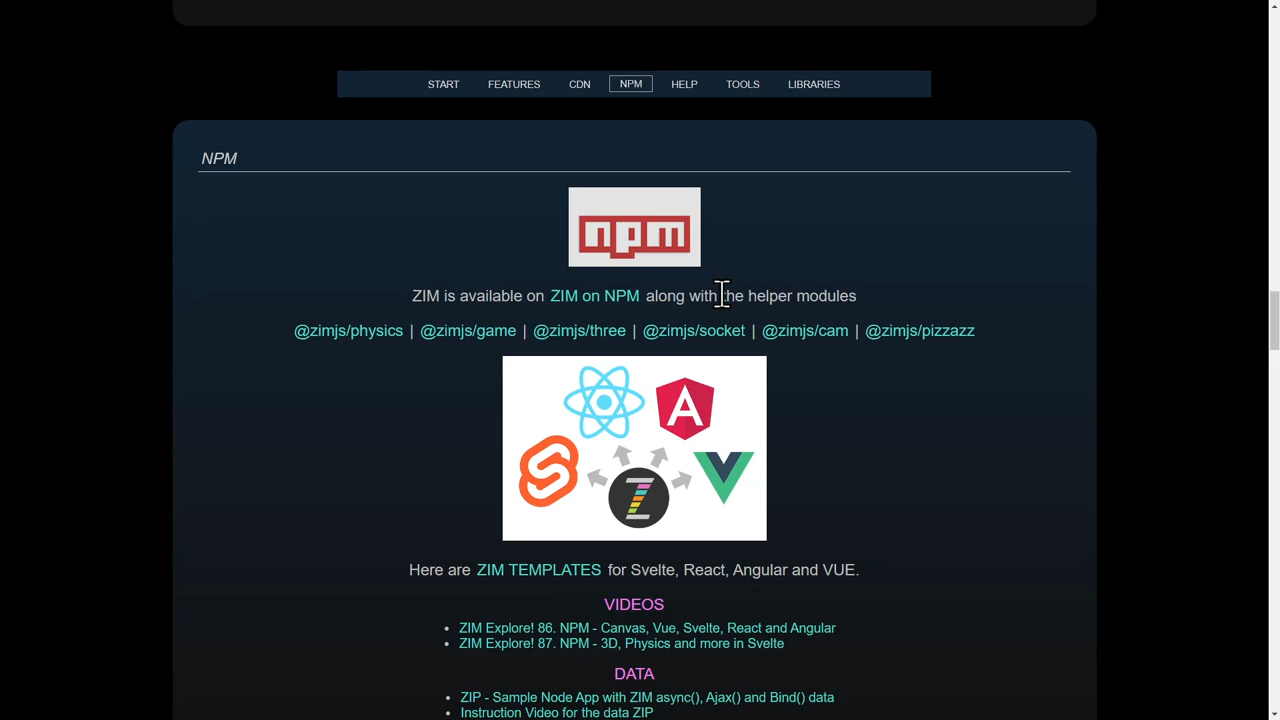 START FEATURES CDN NPM HELP TOOLS LIBRARIES
NPM
npm
ZIM is available on ZIM on NPM along with the helper modules
@zimjs/physics | @zimjs/game | @zimjs/three | @zimjs/socket | @zimjs/cam | @zimjs/pizzazz
A
Z
Here are ZIM TEMPLATES for Svelte, React, Angular and VUE.
VIDEOS
• ZIM Explore! 86. NPM - Canvas, Vue, Svelte, React and Angular
• ZIM Explore! 87. NPM - 3D, Physics and more in Svelte
DATA
• ZIP - Sample Node App with ZIM async(), Ajax() and Bind() data
• Instruction Video for the data ZIP